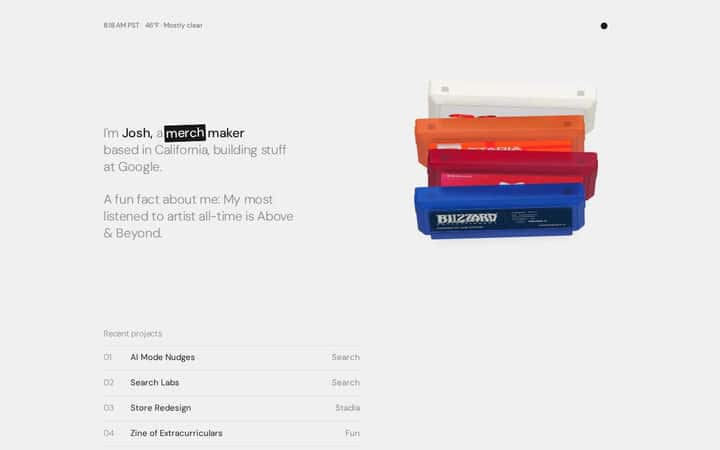 8:18 AM PST · 46°F · Mostly clear
I'm Josh, a merch maker
based in California, building stuff
at Google.
A fun fact about me: My most
listened to artist all-time is Above
& Beyond.
BLIZZARD
Recent projects
01 AI Mode Nudges Search
02 Search Labs Search
03 Store Redesign Stadia
04 Zine of Extracurriculars Fun